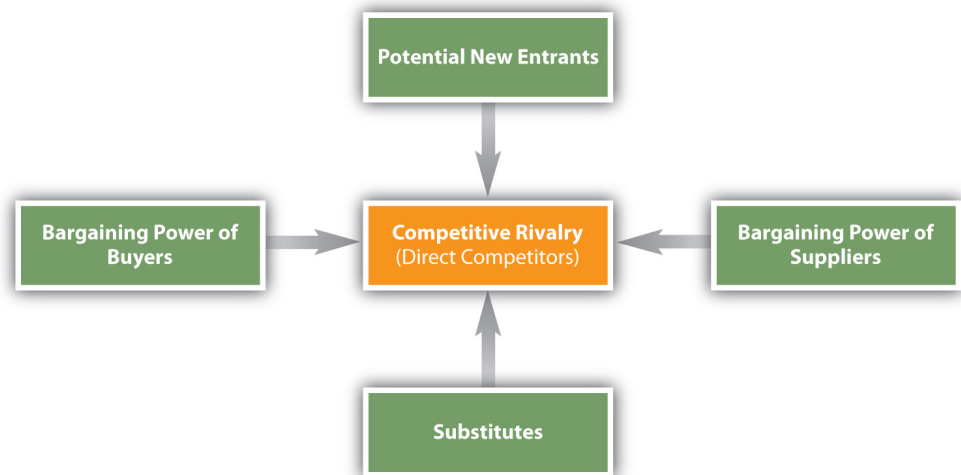 Potential New Entrants
Bargaining Power of
Buyers
Competitive Rivalry
(Direct Competitors)
Bargaining Power of
Suppliers
Substitutes